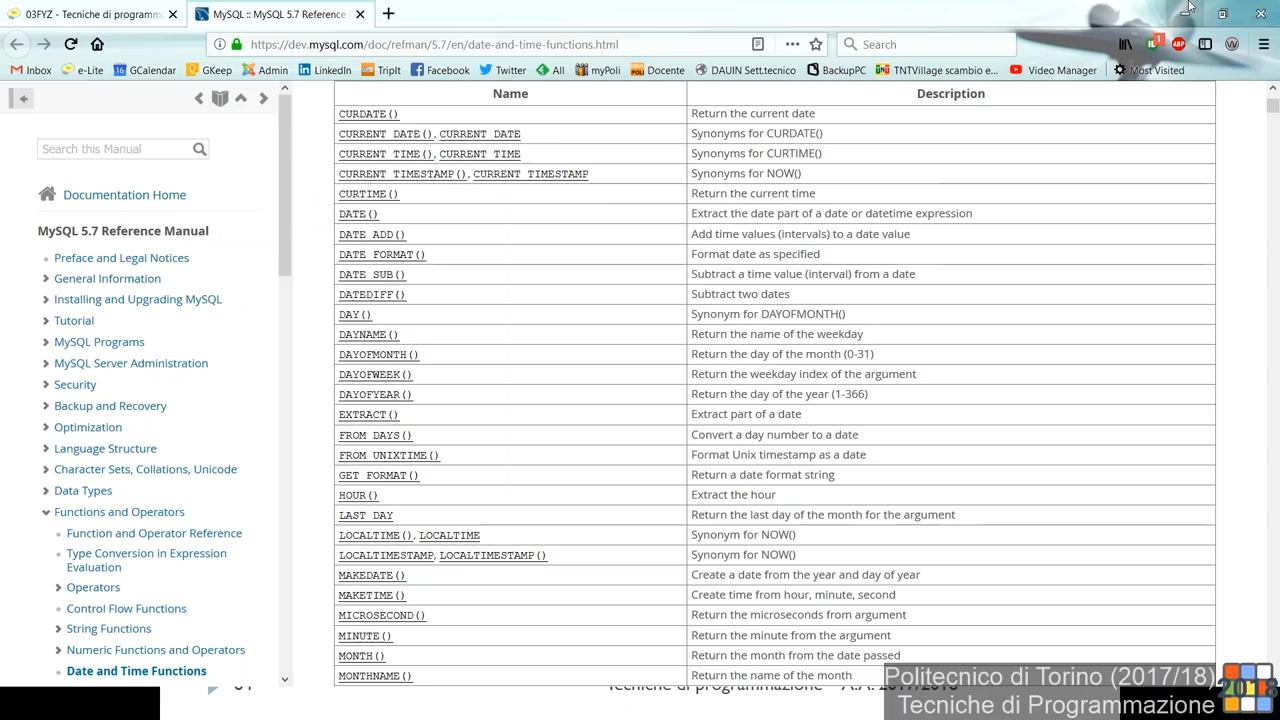 03FYZ - Tecniche di programm
MySQL :: MySQL 5.7 Reference
https://dev.mysql.com/doc/refman/5.7/en/date-and-time-functions.html
Search
1
ABP
Inbox
e-Lite
16 GCalendar
GKeep
Admin
LinkedIn
TripIt
Facebook
Twitter
All
myPoli
Docente
DAUIN Sett.tecnico
BackupPC
TNTVillage scambio e...
Video Manager
Most Visited
Search this Manual
Documentation Home
MySQL 5.7 Reference Manual
Preface and Legal Notices
General Information
Installing and Upgrading MySQL
Tutorial
MySQL Programs
MySQL Server Administration
Security
Backup and Recovery
Optimization
Language Structure
Character Sets, Collations, Unicode
Data Types
Functions and Operators
Function and Operator Reference
Type Conversion in Expression
Evaluation
Operators
Control Flow Functions
String Functions
Numeric Functions and Operators
Date and Time Functions
Name Description
CURDATE() Return the current date
CURRENT_DATE(), CURRENT_DATE Synonyms for CURDATE()
CURRENT_TIME(), CURRENT_TIME Synonyms for CURTIME()
CURRENT_TIMESTAMP(), CURRENT_TIMESTAMP Synonyms for NOW()
CURTIME() Return the current time
DATE() Extract the date part of a date or datetime expression
DATE_ADD() Add time values (intervals) to a date value
DATE_FORMAT() Format date as specified
DATE_SUB() Subtract a time value (interval) from a date
DATEDIFF() Subtract two dates
DAY() Synonym for DAYOFMONTH()
DAYNAME() Return the name of the weekday
DAYOFMONTH() Return the day of the month (0-31)
DAYOFWEEK() Return the weekday index of the argument
DAYOFYEAR() Return the day of the year (1-366)
EXTRACT() Extract part of a date
FROM_DAYS() Convert a day number to a date
FROM_UNIXTIME() Format Unix timestamp as a date
GET_FORMAT() Return a date format string
HOUR() Extract the hour
LAST_DAY Return the last day of the month for the argument
LOCALTIME(), LOCALTIME Synonym for NOW()
LOCALTIMESTAMP, LOCALTIMESTAMP() Synonym for NOW()
MAKEDATE() Create a date from the year and day of year
MAKETIME() Create time from hour, minute, second
MICROSECOND() Return the microseconds from argument
MINUTE() Return the minute from the argument
MONTH() Return the month from the date passed
MONTHNAME() Return the name of the month
Tecniche di programmazione A.A. 2017/2018
Politecnico di Torino (2017/18)
Tecniche di Programmazione
2018